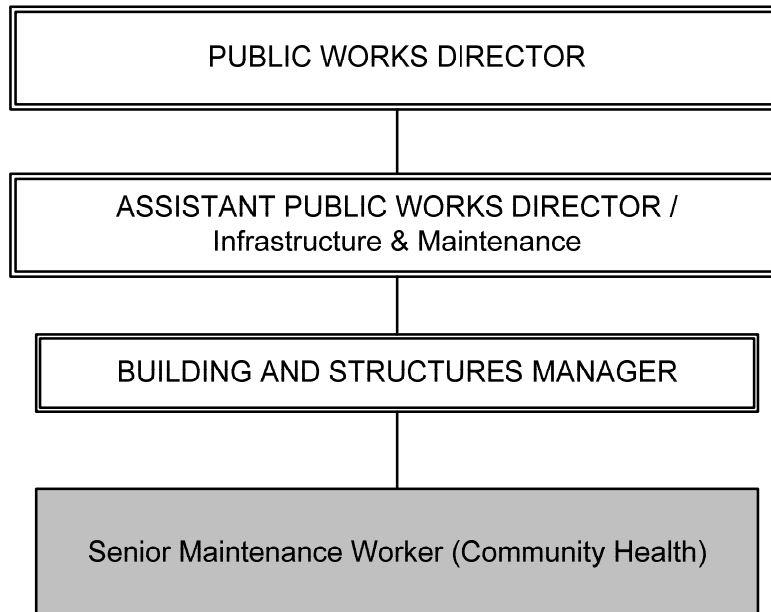 PUBLIC WORKS DIRECTOR
ASSISTANT PUBLIC WORKS DIRECTOR /
Infrastructure & Maintenance
BUILDING AND STRUCTURES MANAGER
Senior Maintenance Worker (Community Health)